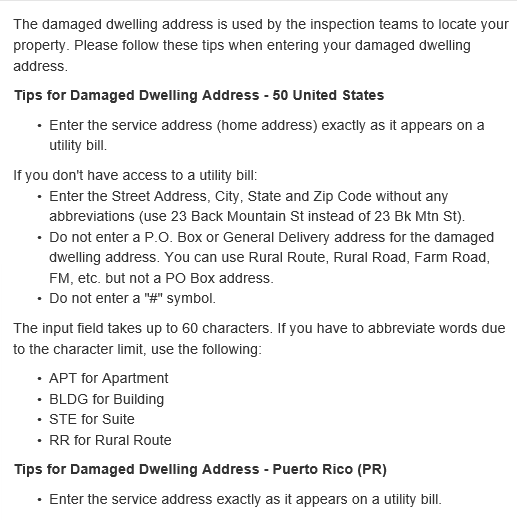 The damaged dwelling address is used by the inspection teams to locate your
property. Please follow these tips when entering your damaged dwelling
address.
Tips for Damaged Dwelling Address - 50 United States
• Enter the service address (home address) exactly as it appears on a
utility bill.
If you don't have access to a utility bill:
• Enter the Street Address, City, State and Zip Code without any
abbreviations (use 23 Back Mountain St instead of 23 Bk Mtn St).
• Do not enter a P.O. Box or General Delivery address for the damaged
dwelling address. You can use Rural Route, Rural Road, Farm Road,
FM, etc. but not a PO Box address.
• Do not enter a "#" symbol.
The input field takes up to 60 characters. If you have to abbreviate words due
to the character limit, use the following:
• APT for Apartment
• BLDG for Building
• STE for Suite
• RR for Rural Route
Tips for Damaged Dwelling Address - Puerto Rico (PR)
• Enter the service address exactly as it appears on a utility bill.